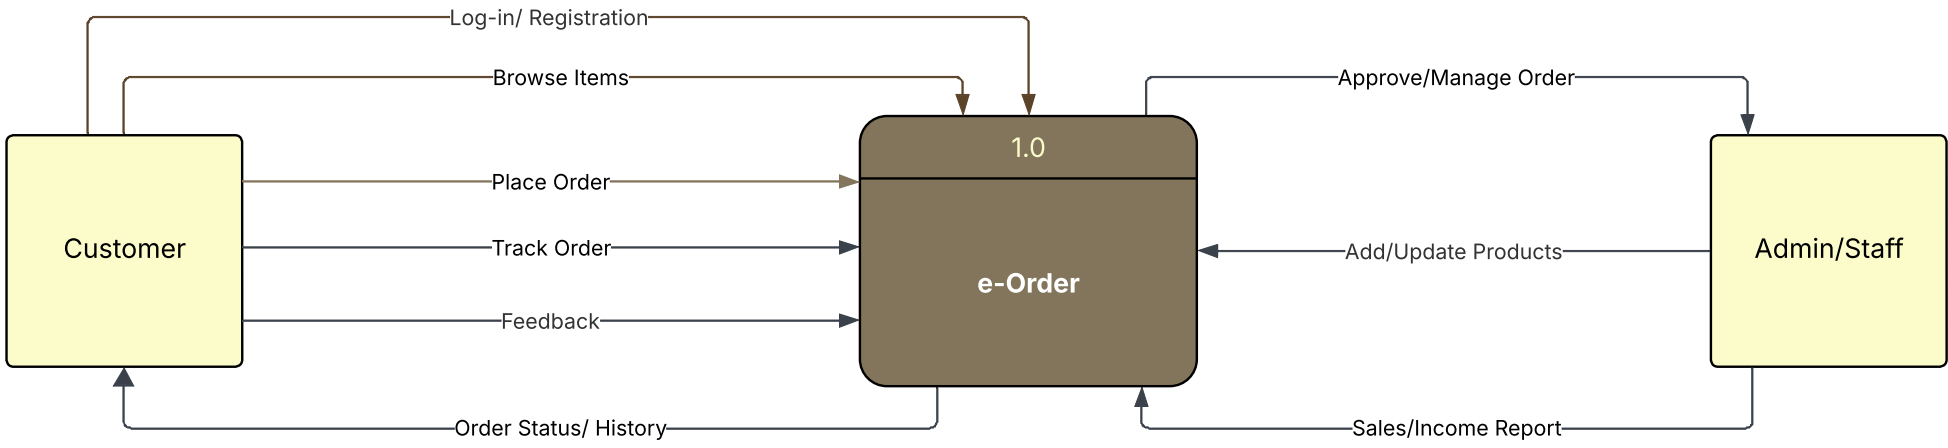 Log-in/ Registration
Browse Items
Approve/Manage Order
1.0
Place Order
Customer
Track Order
Add/Update Products
Admin/Staff
e-Order
Feedback
Order Status/ History
Sales/Income Report